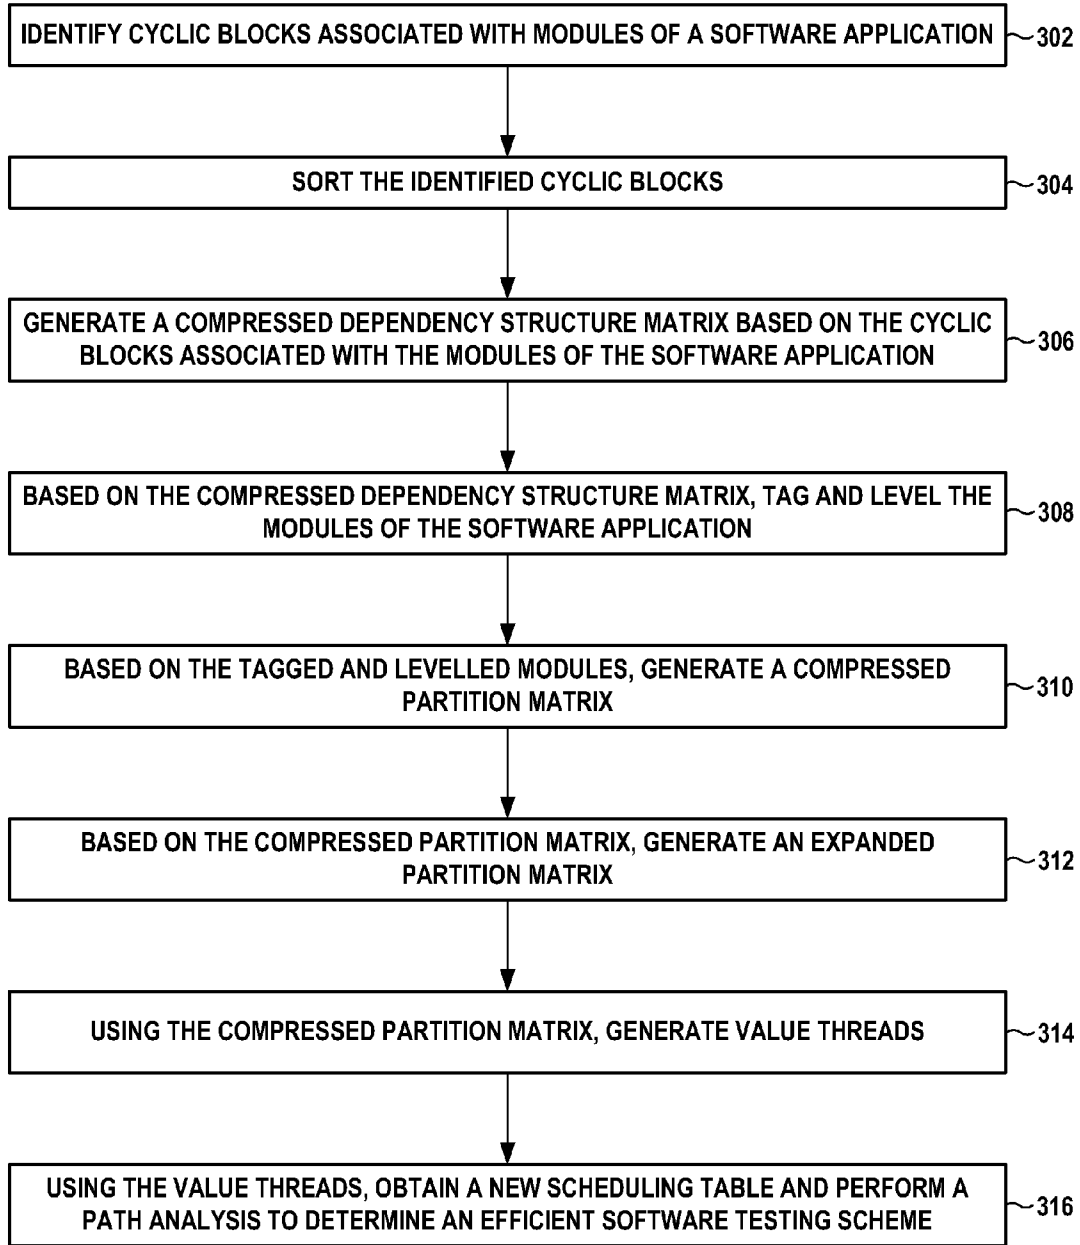 IDENTIFY CYCLIC BLOCKS ASSOCIATED WITH MODULES OF A SOFTWARE APPLICATION
302
SORT THE IDENTIFIED CYCLIC BLOCKS
304
GENERATE A COMPRESSED DEPENDENCY STRUCTURE MATRIX BASED ON THE CYCLIC
BLOCKS ASSOCIATED WITH THE MODULES OF THE SOFTWARE APPLICATION
306
BASED ON THE COMPRESSED DEPENDENCY STRUCTURE MATRIX, TAG AND LEVEL THE
MODULES OF THE SOFTWARE APPLICATION
308
BASED ON THE TAGGED AND LEVELLED MODULES, GENERATE A COMPRESSED
PARTITION MATRIX
310
BASED ON THE COMPRESSED PARTITION MATRIX, GENERATE AN EXPANDED
PARTITION MATRIX
312
USING THE COMPRESSED PARTITION MATRIX, GENERATE VALUE THREADS
314
USING THE VALUE THREADS, OBTAIN A NEW SCHEDULING TABLE AND PERFORM A
PATH ANALYSIS TO DETERMINE AN EFFICIENT SOFTWARE TESTING SCHEME
316